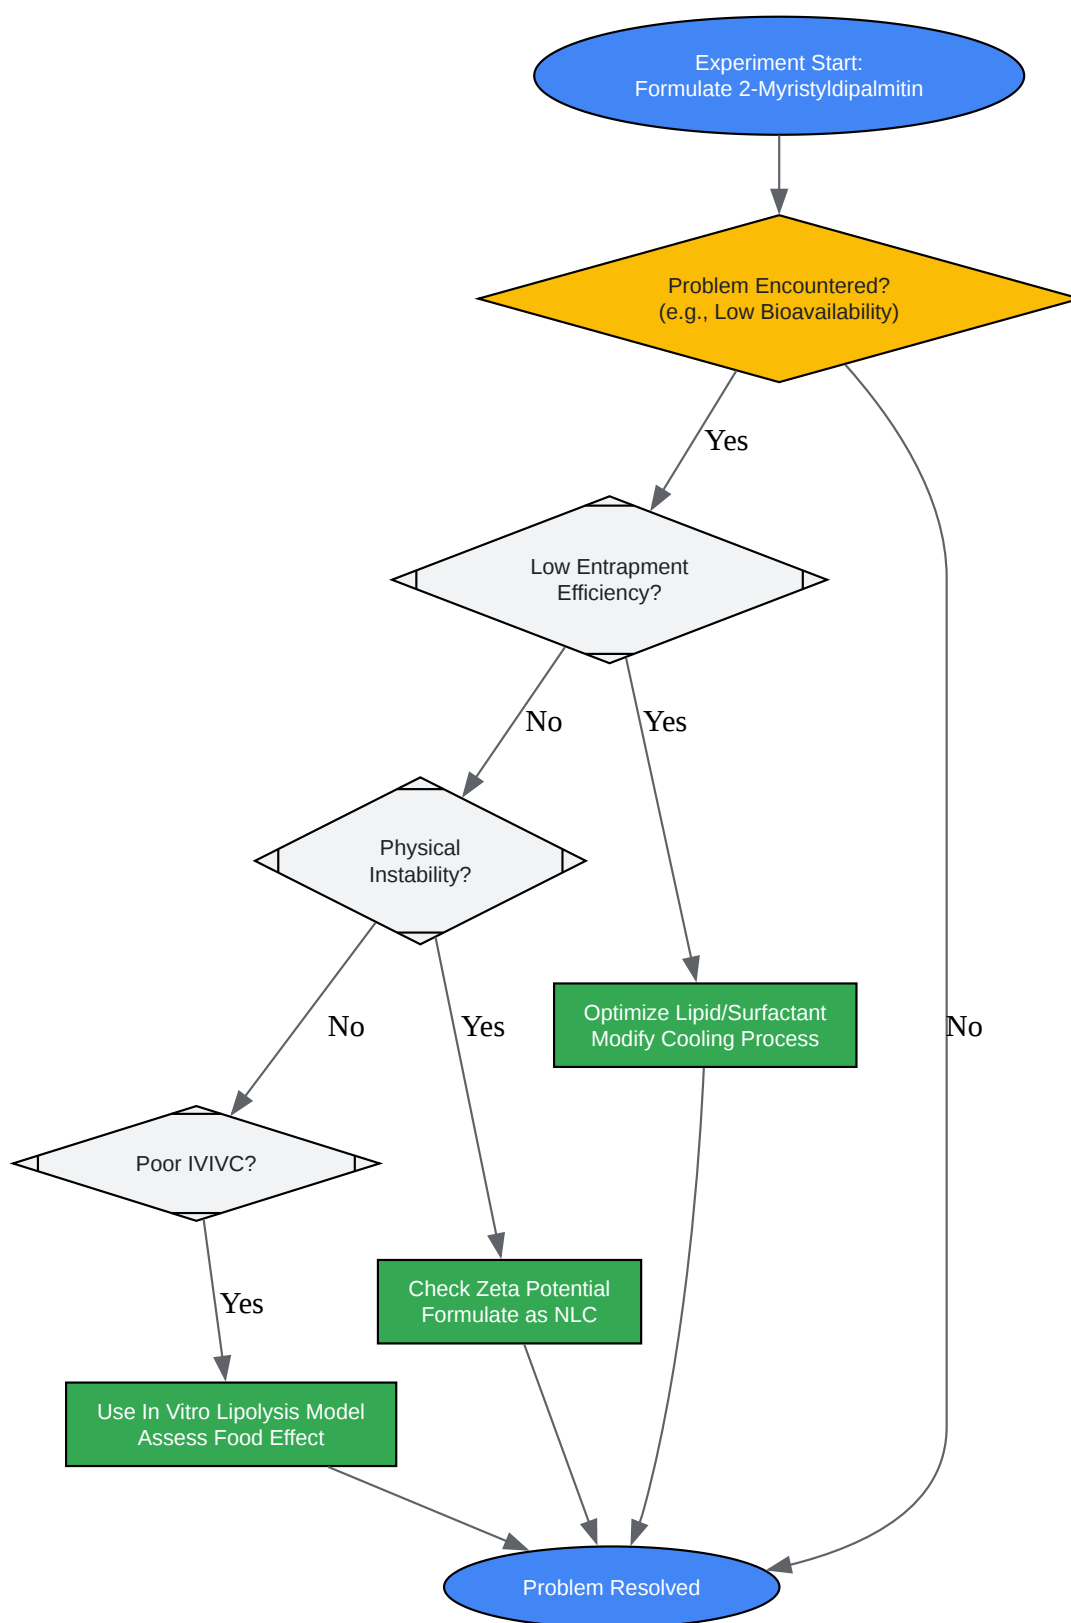 Experiment Start:
Formulate 2-Myristyldipalmitin
Problem Encountered?
(e.g., Low Bioavailability)
Yes
Low Entrapment
Efficiency?
No
Yes
Physical
Instability?
Optimize Lipid/Surfactant
Modify Cooling Process
No
Yes
No
Poor IVIVC?
Check Zeta Potential
Formulate as NLC
Yes
Use In Vitro Lipolysis Model
Assess Food Effect
Problem Resolved